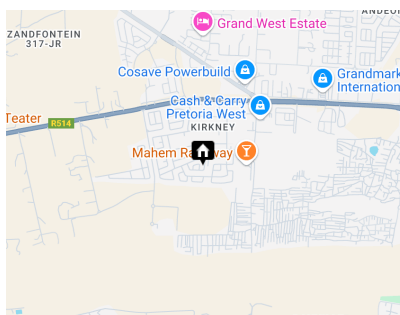 ANDEO
Grand West Estate
ZANDFONTEIN
317-JR
Cosave Powerbuild
Grandmark
Internation
Cash & Carry
Pretoria West
Teater
R514
KIRKNEY
Mahem R way